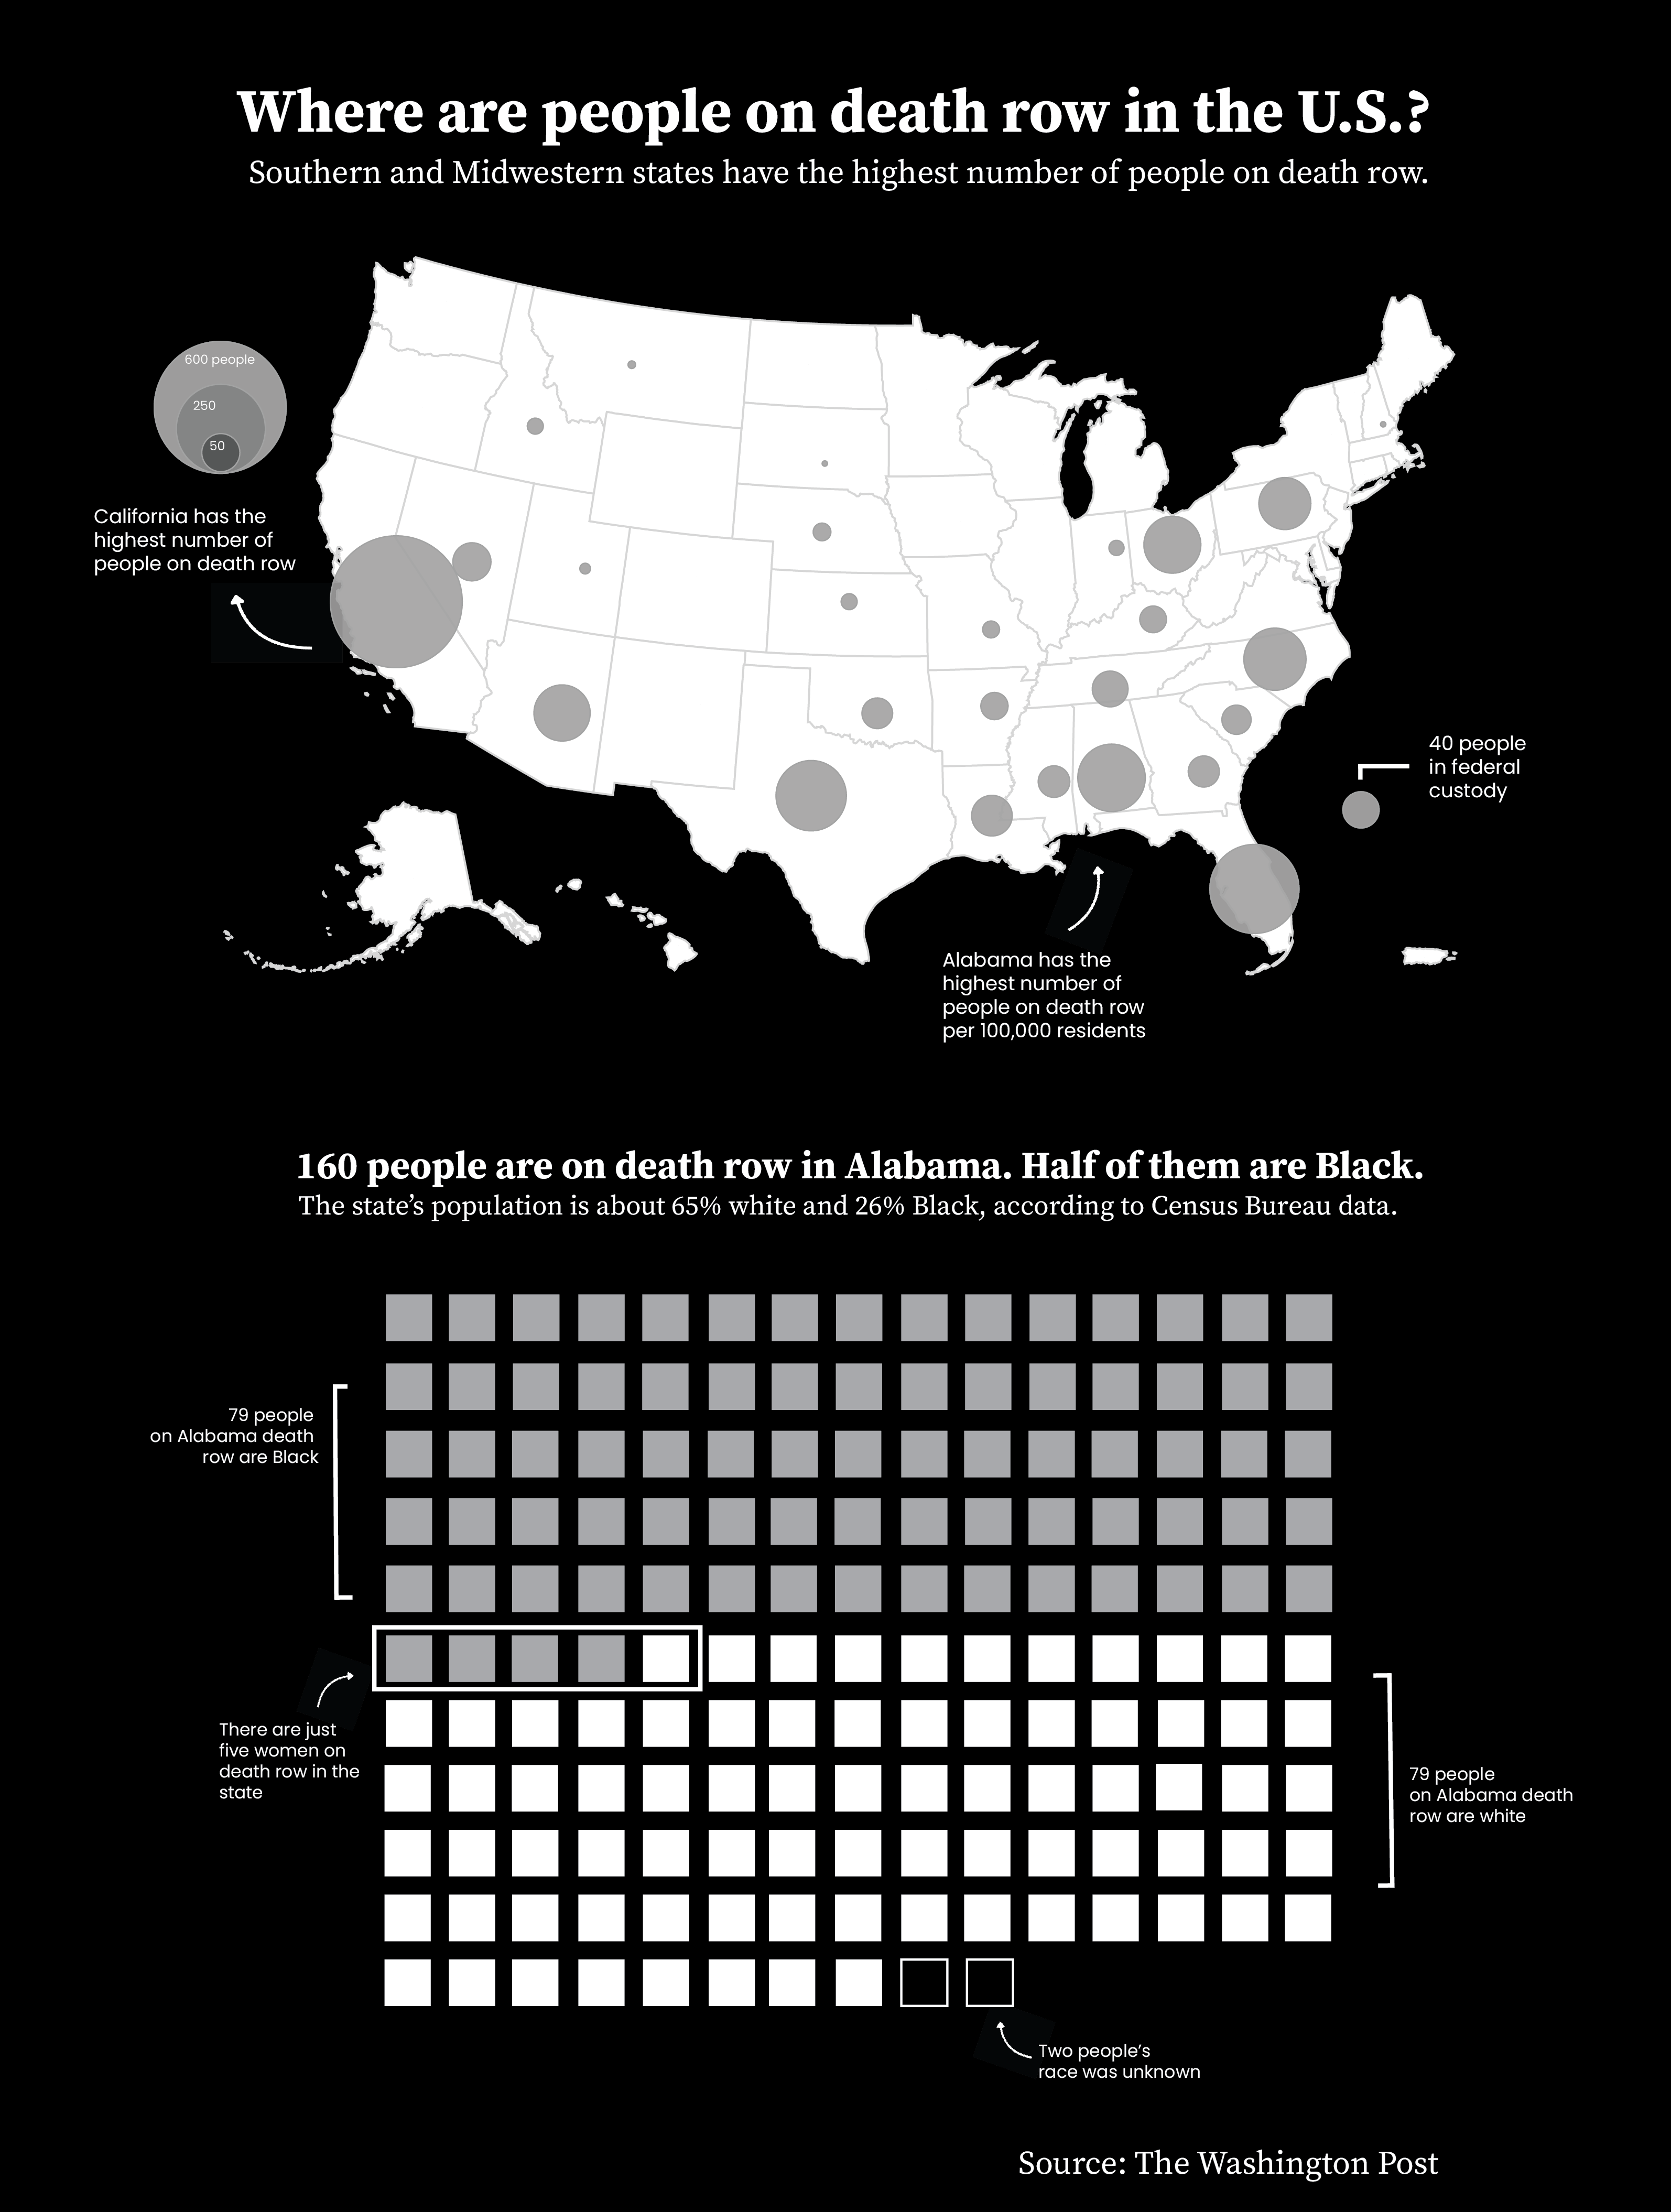 Where are people on death row in the U.S.?
Southern and Midwestern states have the highest number of people on death row.
600 people
250
50
California has the
highest number of
people on death row
40 people
in federal
custody
Alabama has the
highest number of
people on death row
per 100,000 residents
160 people are on death row in Alabama. Half of them are Black.
The state’s population is about 65% white and 26% Black, according to Census Bureau data.
79 people
on Alabama death
row are Black
There are just
five women on
death row in the
state
79 people
on Alabama death
row are white
Two people’s
race was unknown
Source: The Washington Post